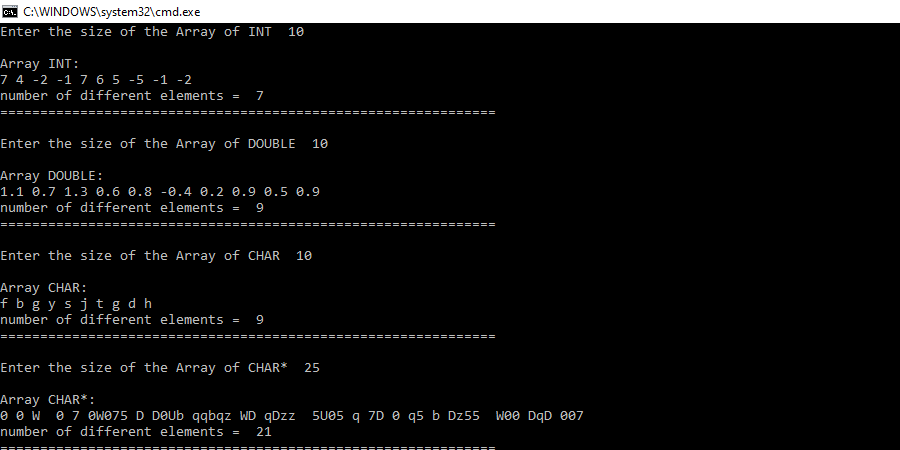 C:\WINDOWS\system32\cmd.exe
Enter the size of the Array of INT  10
Array INT:
7 4 -2 -1 7 6 5 -5 -1 -2
number of different elements =  7
==============================================================
Enter the size of the Array of DOUBLE  10
Array DOUBLE:
1.1 0.7 1.3 0.6 0.8 -0.4 0.2 0.9 0.5 0.9
number of different elements =  9
==============================================================
Enter the size of the Array of CHAR  10
Array CHAR:
f b g y s j t g d h
number of different elements =  9
==============================================================
Enter the size of the Array of CHAR*  25
Array CHAR*:
0 0 W  0 7 0W075 D D0Ub qqbqz WD qDzz  5U05 q 7D 0 q5 b Dz55  W00 DqD 007
number of different elements =  21
==============================================================